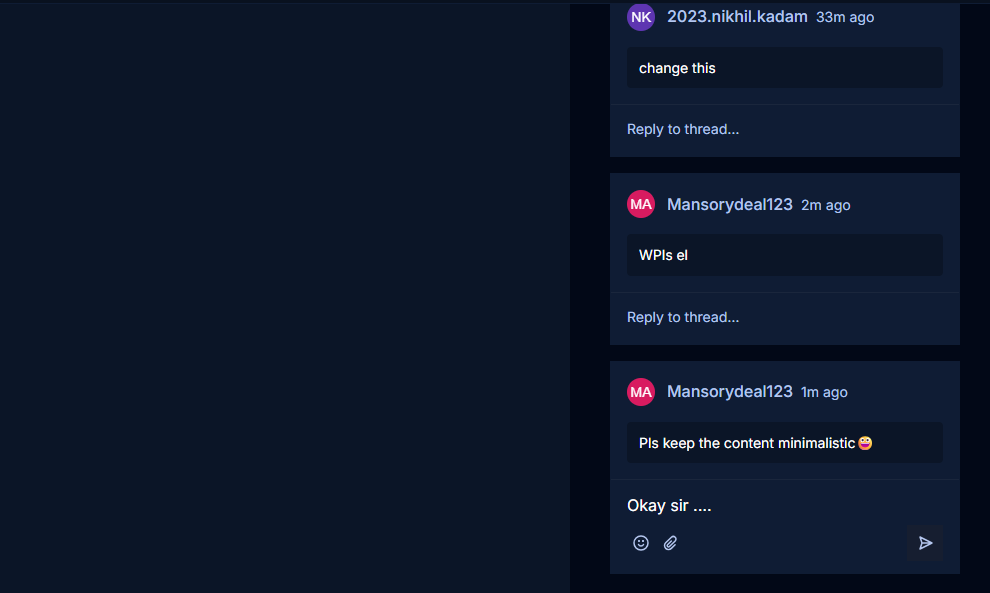 NK 2023.nikhil.kadam 33m ago
change this
Reply to thread...
MA Mansorydeal123 2m ago
WPls el
Reply to thread...
MA Mansorydeal123 1m ago
Pls keep the content minimalistic😀
Okay sir ....